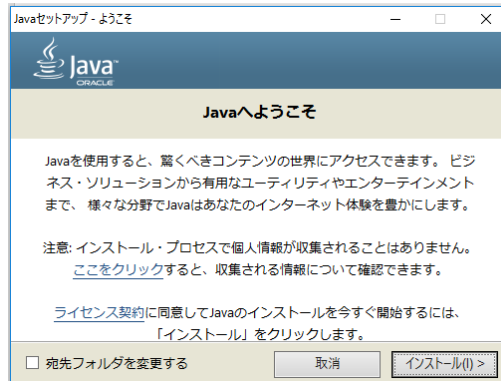 Javaセットアップ - ようこそ
Java
ORACLE
Javaへようこそ
Javaを使用すると、驚くべきコンテンツの世界にアクセスできます。 ビジ
ネス・ソリューションから有用なユーティリティやエンターテインメント
まで、 様々な分野でJavaはあなたのインターネット体験を豊かにします。
注意: インストール・プロセスで個人情報が収集されることはありません。
ここをクリックすると、収集される情報について確認できます。
ライセンス契約に同意してJavaのインストールを今すぐ開始するには、
「インストール」をクリックします。
宛先フォルダを変更する
取消
インストール(I) >